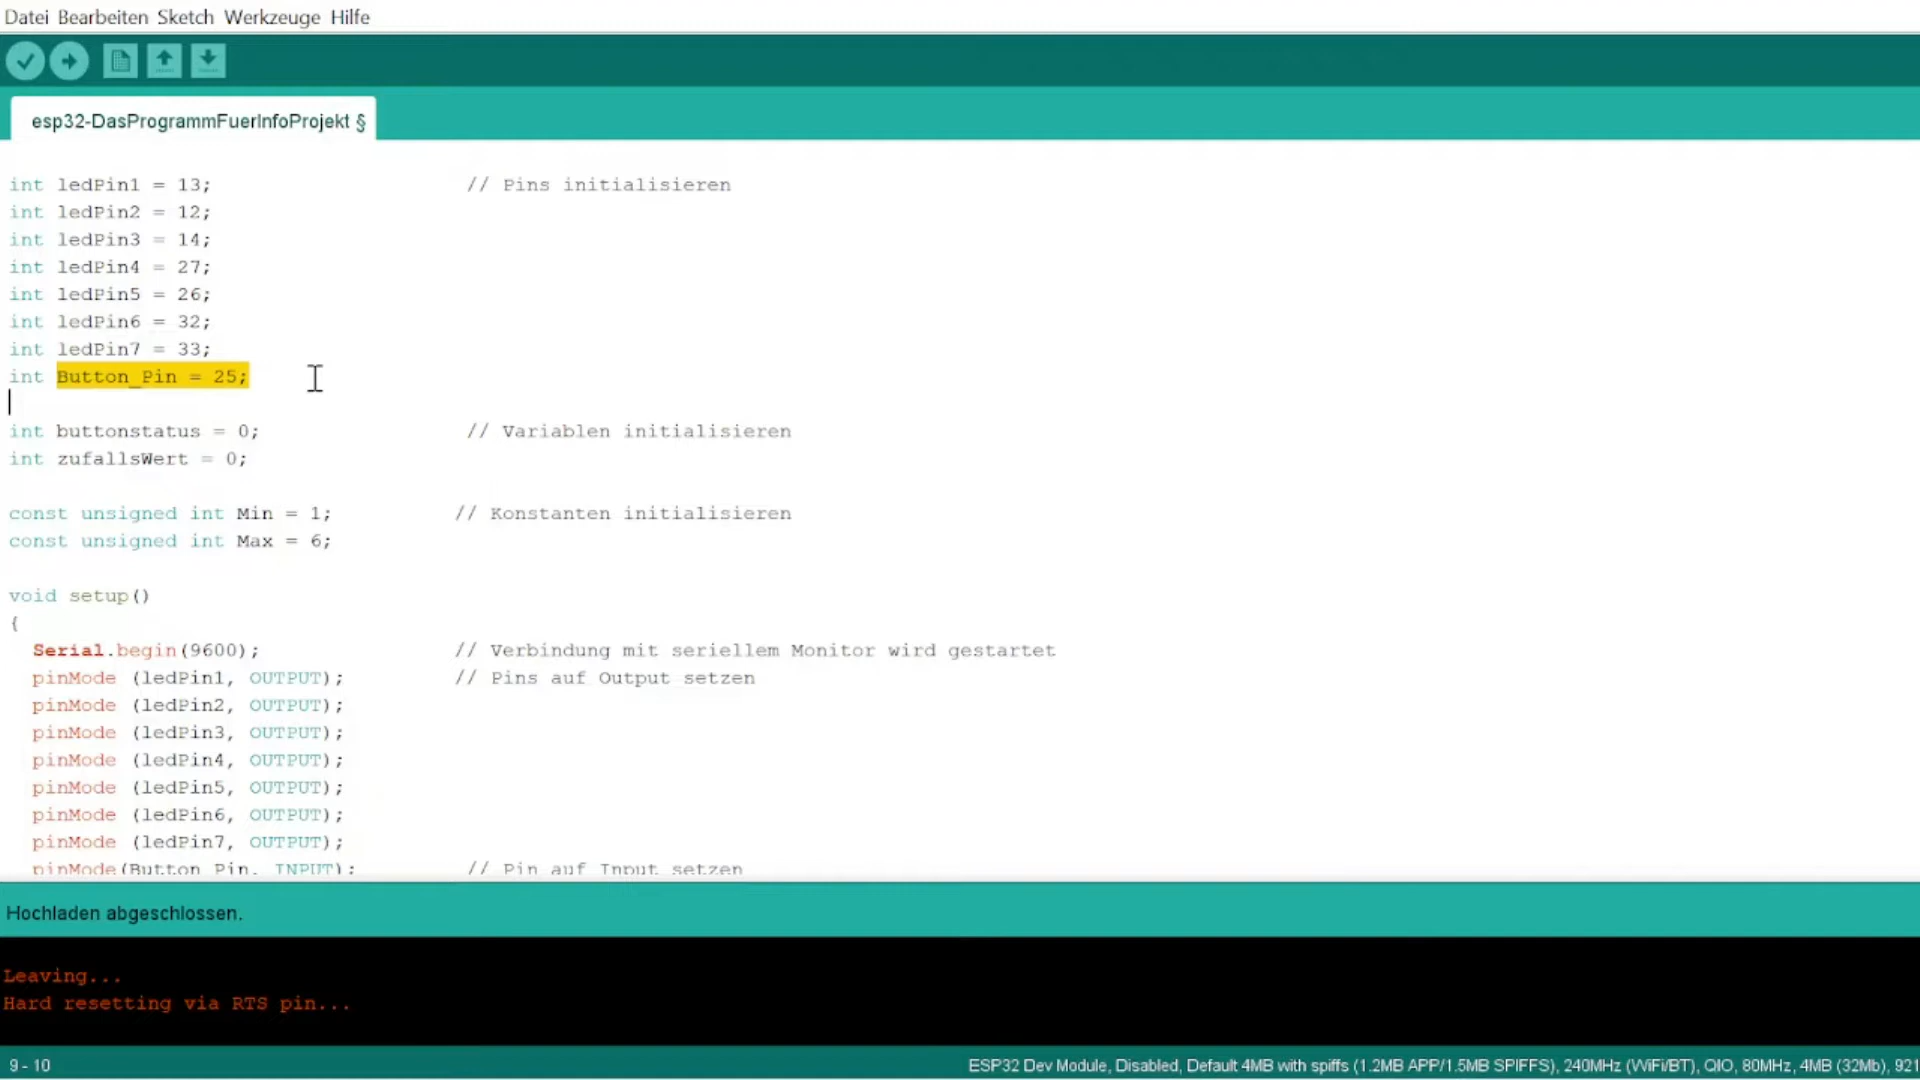 Datei Bearbeiten Sketch Werkzeuge Hilfe
esp32-DasProgrammFuerInfoProjekt §
int ledPin1 = 13; // Pins initialisieren
int ledPin2 = 12;
int ledPin3 = 14;
int ledPin4 = 27;
int ledPin5 = 26;
int ledPin6 = 32;
int ledPin7 = 33;
int Button_Pin = 25;
int buttonstatus = 0; // Variablen initialisieren
int zufallsWert = 0;
const unsigned int Min = 1; // Konstanten initialisieren
const unsigned int Max = 6;
void setup()
{
Serial.begin(9600); // Verbindung mit seriellem Monitor wird gestartet
pinMode (ledPin1, OUTPUT); // Pins auf Output setzen
pinMode (ledPin2, OUTPUT);
pinMode (ledPin3, OUTPUT);
pinMode (ledPin4, OUTPUT);
pinMode (ledPin5, OUTPUT);
pinMode (ledPin6, OUTPUT);
pinMode (ledPin7, OUTPUT);
pinMode(Button_Pin, INPUT); // Pin auf Input setzen
Hochladen abgeschlossen.
Leaving...
Hard resetting via RTS pin...
9 - 10
ESP32 Dev Module, Disabled, Default 4MB with spiffs (1.2MB APP/1.5MB SPIFFS), 240MHz (WiFi/BT), QIO, 80MHz, 4MB (32Mb), 921